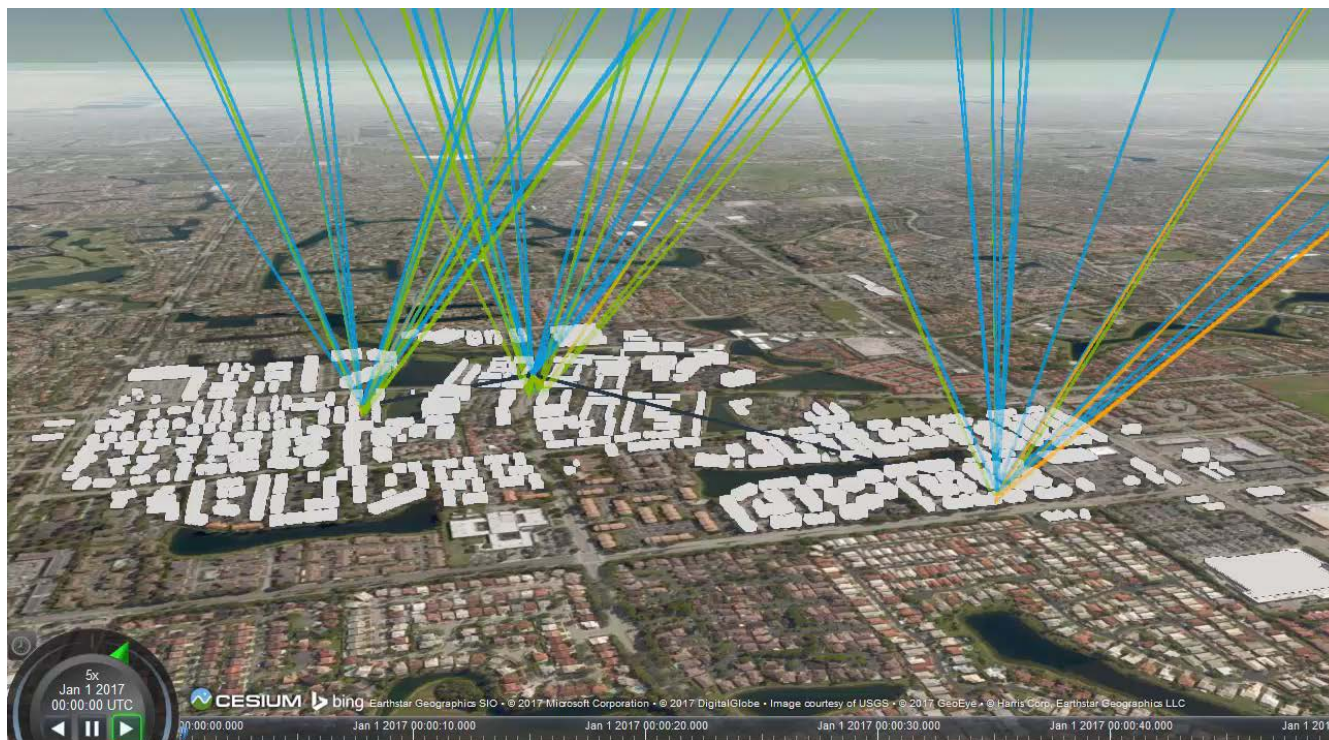 5x
Jan 1 2017
00:00:00 UTC
CESIUM bing Earthstar Geographics SIO • © 2017 Microsoft Corporation • © 2017 DigitalGlobe • Image courtesy of USGS • © 2017 GeoEye • © Harris Corp, Earthstar Geographics LLC
00:00:00.000 Jan 1 2017 00:00:10.000 Jan 1 2017 00:00:20.000 Jan 1 2017 00:00:30.000 Jan 1 2017 00:00:40.000 Jan 1 201